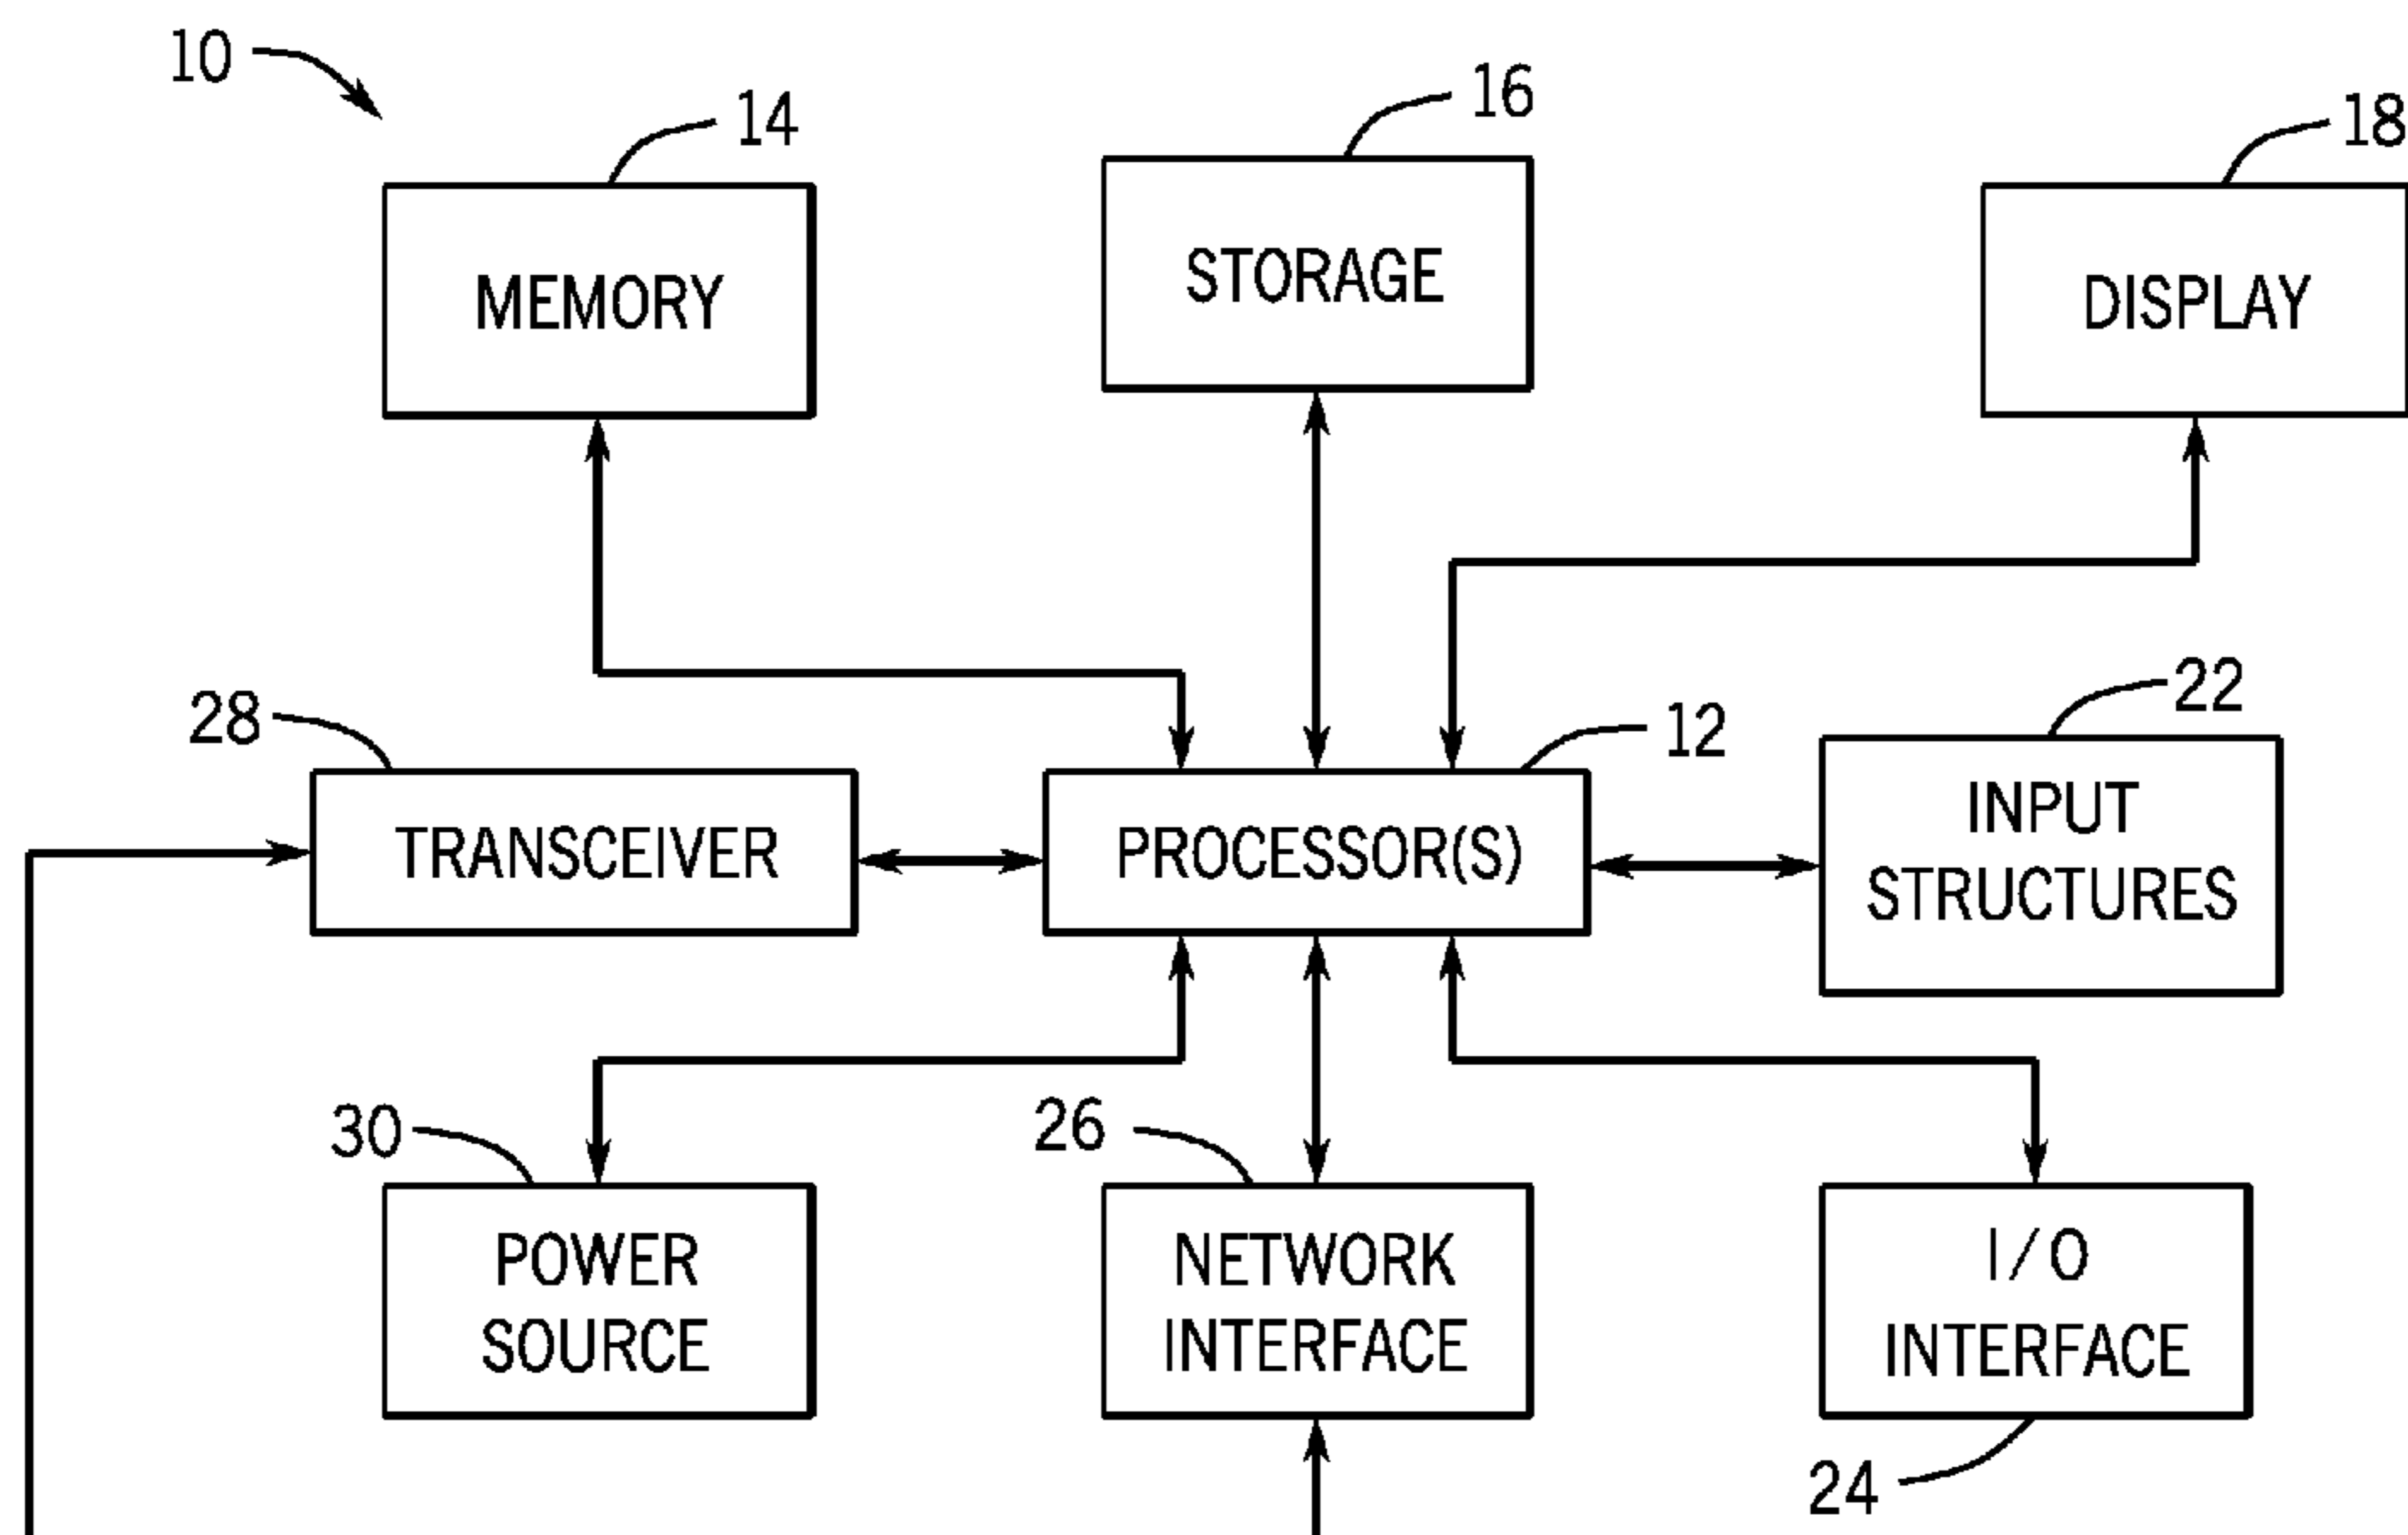 10
14
16
18
MEMORY
STORAGE
DISPLAY
28
12
22
TRANSCEIVER
PROCESSOR(S)
INPUT
STRUCTURES
30
26
POWER
SOURCE
NETWORK
INTERFACE
I/O
INTERFACE
24